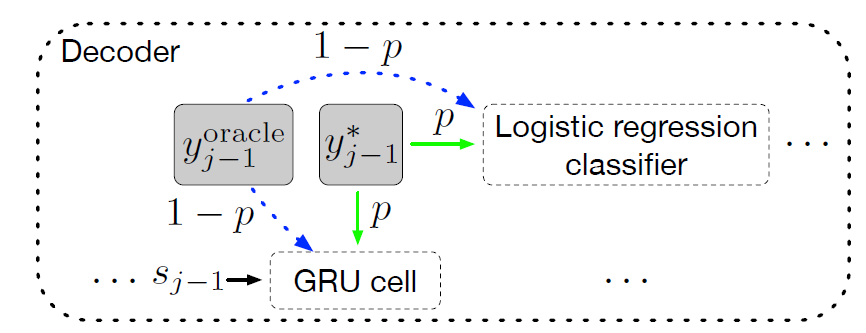 Decoder
1 − p
y_{j−1}^{oracle}
y_{j−1}^{*}
p
Logistic regression
classifier
···
1 − p
p
··· s_{j−1}
GRU cell
···